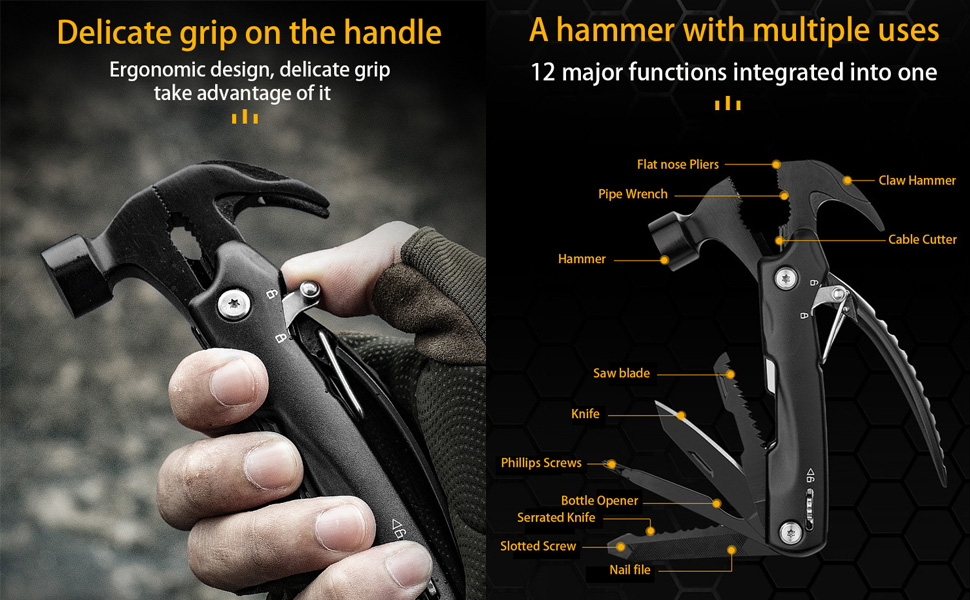 Delicate grip on the handle
Ergonomic design, delicate grip
take advantage of it
A hammer with multiple uses
12 major functions integrated into one
Flat nose Pliers
Claw Hammer
Pipe Wrench
Cable Cutter
Hammer
Saw blade
Knife
Phillips Screws
Bottle Opener
Serrated Knife
Slotted Screw
Nail file